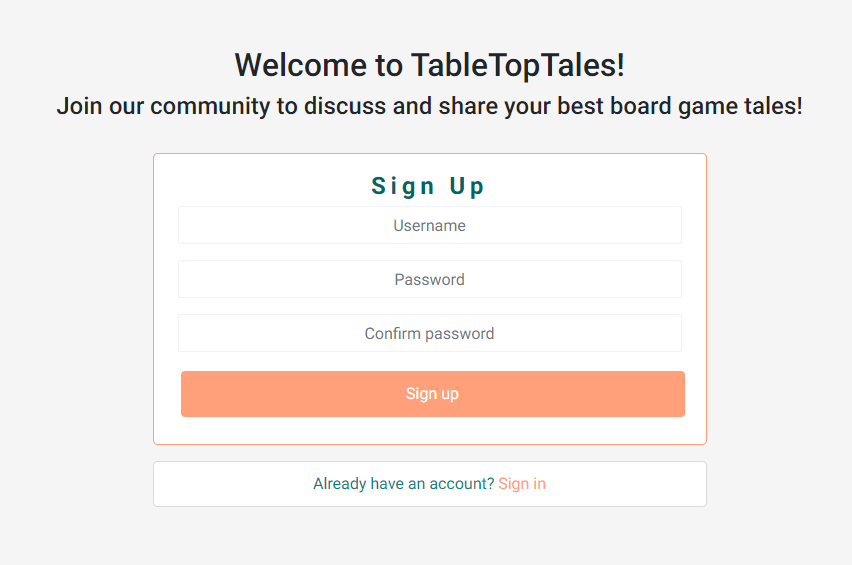 Welcome to TableTopTales!
Join our community to discuss and share your best board game tales!
Sign Up
Username
Password
Confirm password
Sign up
Already have an account? Sign in